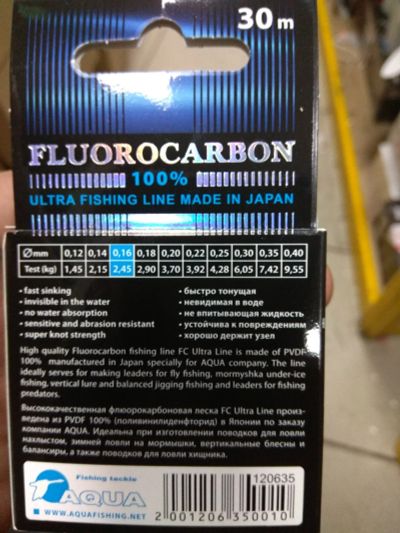 30 m
FLUOROCARBON
100%
ULTRA FISHING LINE MADE IN JAPAN
Ømm 0,12 0,14 0,16 0,18 0,20 0,22 0,25 0,30 0,35 0,40
Test (kg) 1,45 2,15 2,45 2,90 3,70 3,92 4,28 6,05 7,42 9,55
• fast sinking
• invisible in the water
• no water absorption
• sensitive and abrasion resistant
• super knot strength
• быстро тонущая
• невидимая в воде
• не впитывающая жидкость
• устойчива к повреждениям
• хорошо держит узел
High quality Fluorocarbon fishing line FC Ultra Line is made of PVDF
100% manufactured in Japan specially for AQUA company. The line
ideally serves for making leaders for fly fishing, mormyshka under-ice
fishing, vertical lure and balanced jigging fishing and leaders for fishing
predators.
Высококачественная флюорокарбоновая леска FC Ultra Line произ-
ведена из PVDF 100% (поливинилиденфторид) в Японии по заказу
компании AQUA. Идеальна при изготовлении поводков для ловли
нахлыстом, зимней ловли на мормышки, вертикальные блесны и
балансиры, а также поводков для ловли хищника.
Fishing tackle
AQUA
WWW.AQUAFISHING.NET
120635
2 001206 350010